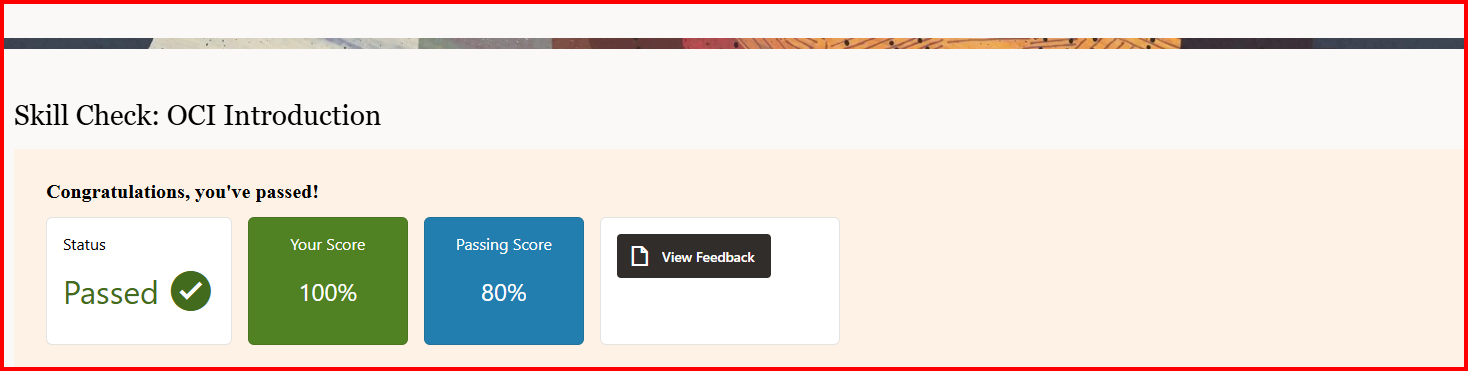 Skill Check: OCI Introduction
Congratulations, you've passed!
Status
Passed
Your Score
100%
Passing Score
80%
View Feedback